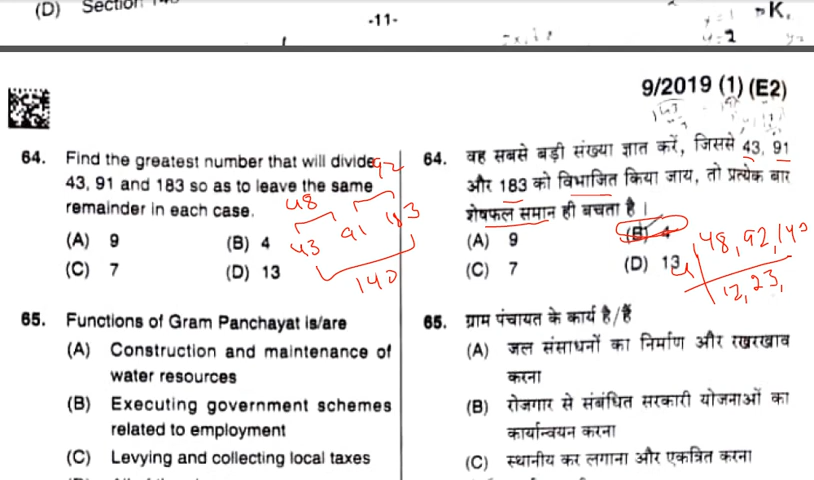 (D) Section
-11-
K.
9/2019 (1) (E2)
64. Find the greatest number that will divide
43, 91 and 183 so as to leave the same
remainder in each case.
(A) 9
(B) 4
(C) 7
(D) 13
92
48
43 91 183
140
65. Functions of Gram Panchayat is/are
(A) Construction and maintenance of
water resources
(B) Executing government schemes
related to employment
(C) Levying and collecting local taxes
64. वह सबसे बड़ी संख्या ज्ञात करें, जिससे 43, 91
और 183 को विभाजित किया जाय, तो प्रत्येक बार
शेषफल समान ही बचता है।
(A) 9
(B) 4
(C) 7
(D) 13
4 48, 92, 140
12, 23,
65. ग्राम पंचायत के कार्य है/हैं
(A) जल संसाधनों का निर्माण और रखरखाव
करना
(B) रोजगार से संबंधित सरकारी योजनाओं का
कार्यान्वयन करना
(C) स्थानीय कर लगाना और एकत्रित करना